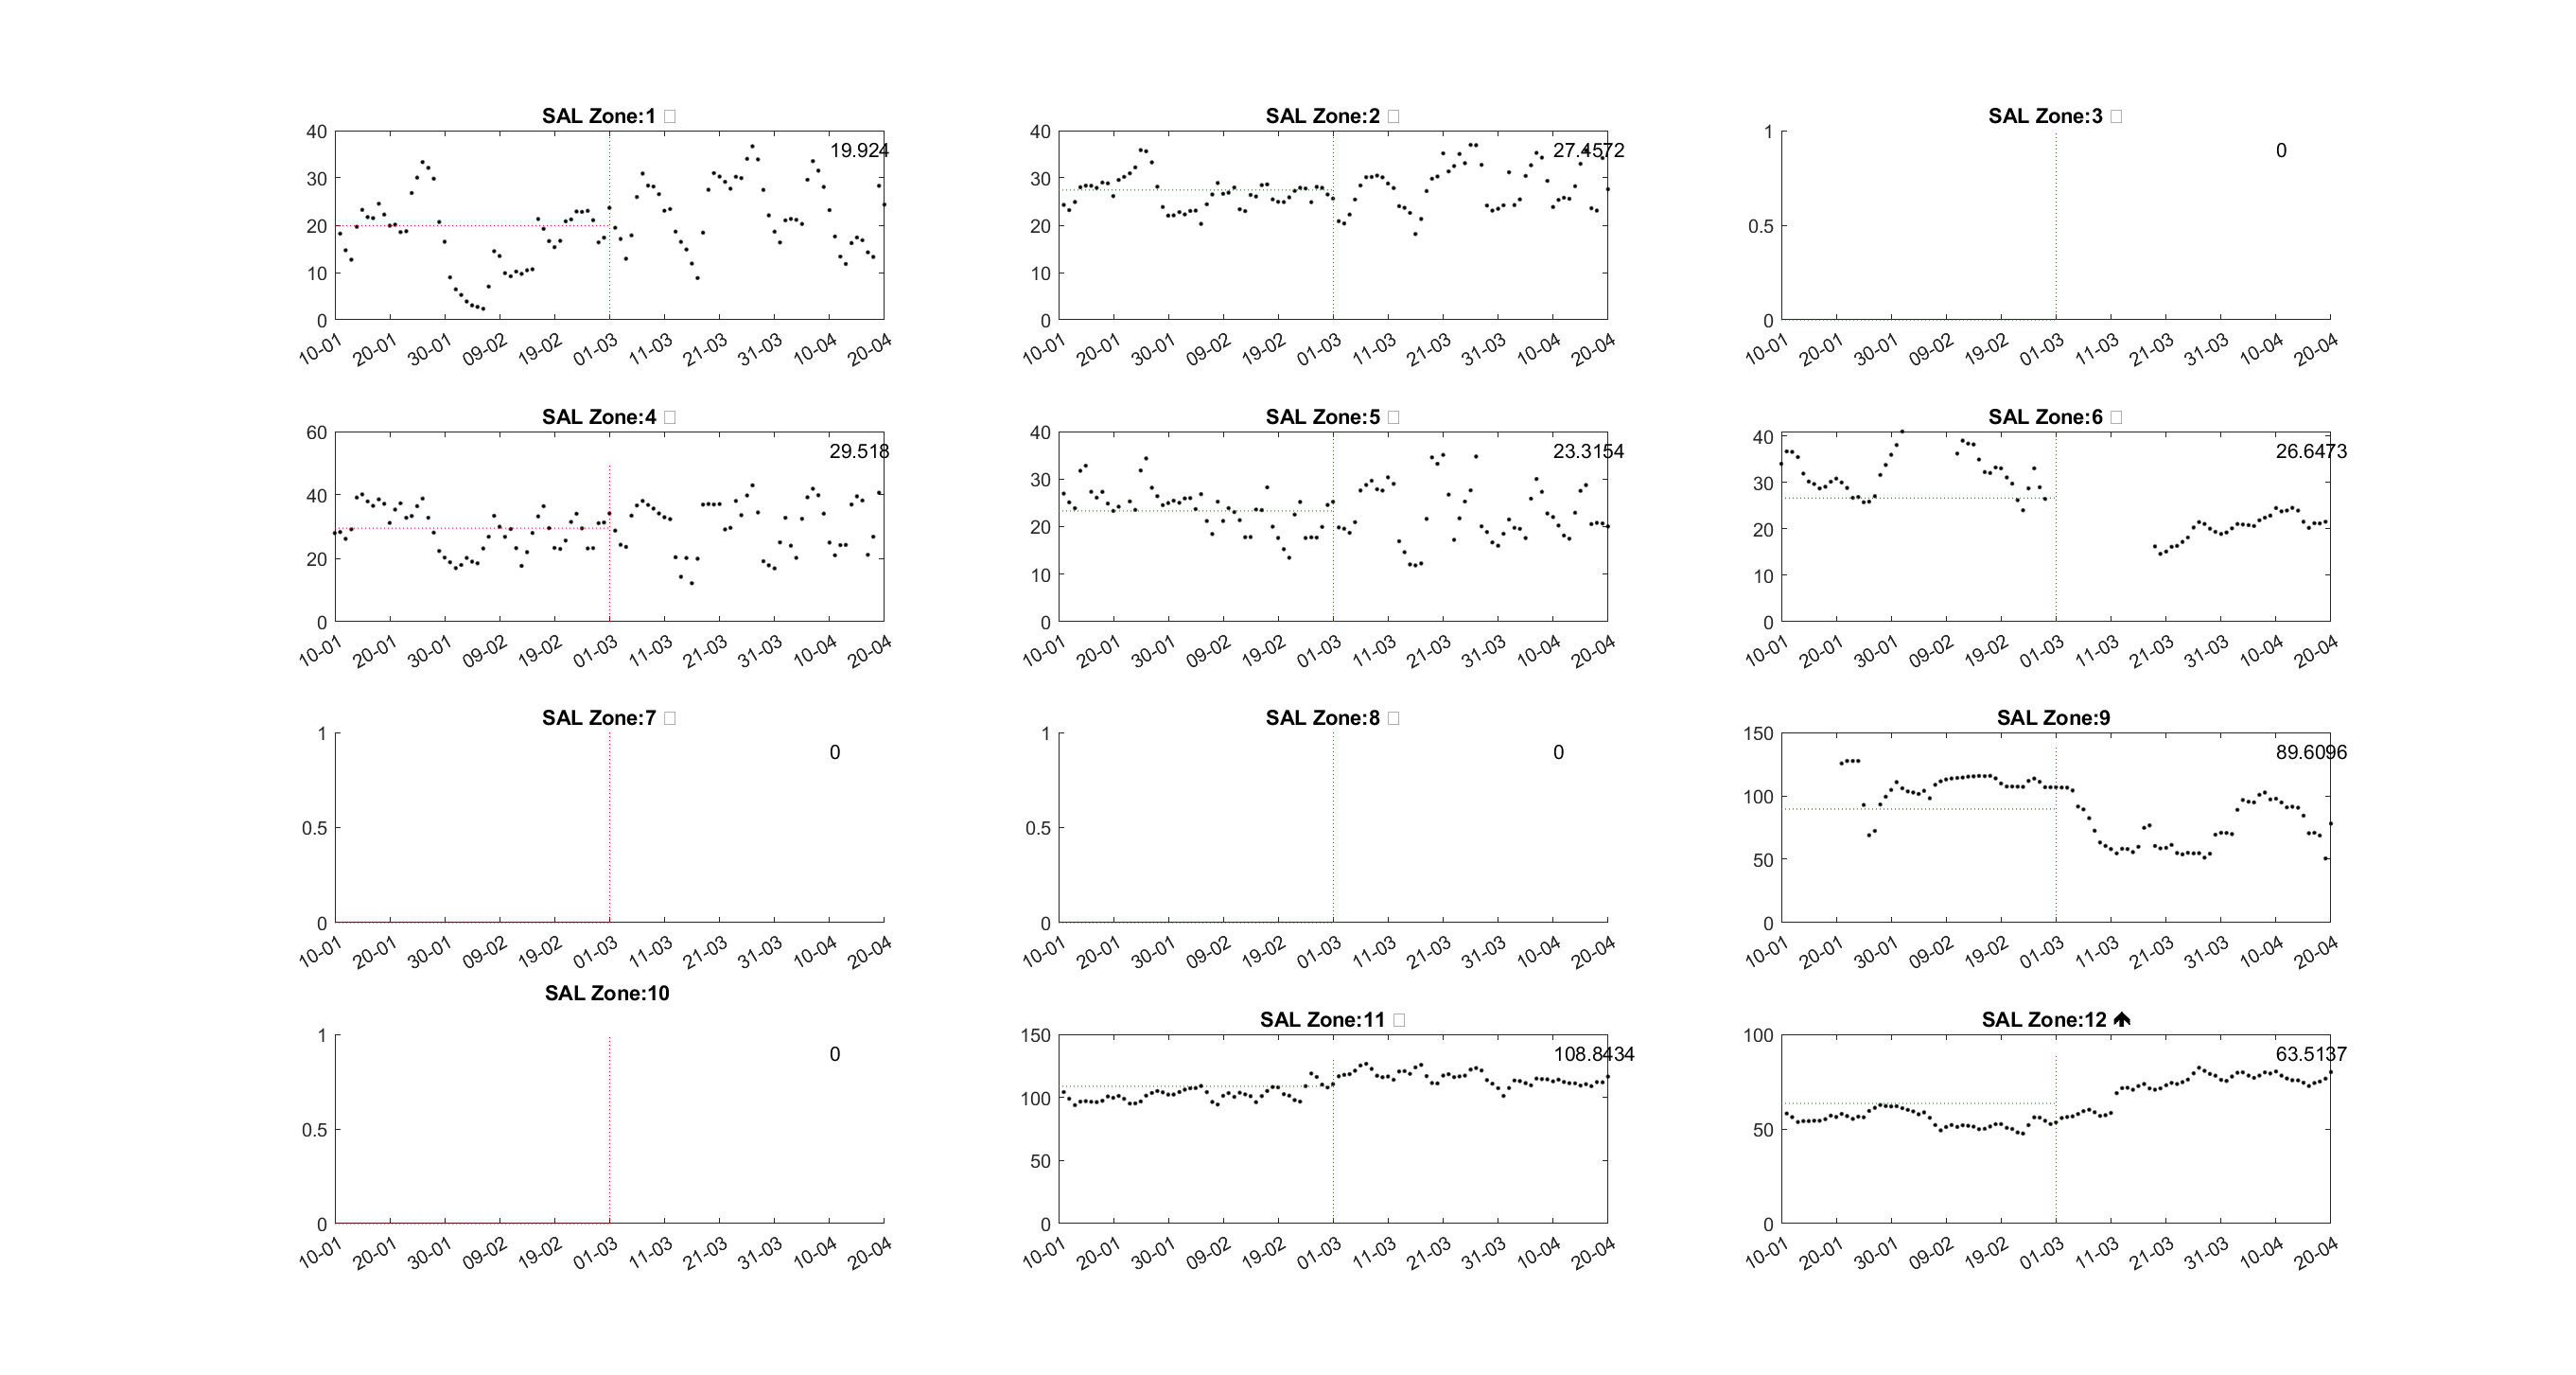 SAL Zone:1 □
40
30
20
10
0
19.924
10-01 20-01 30-01 09-02 19-02 01-03 11-03 21-03 31-03 10-04 20-04
SAL Zone:2 □
40
30
20
10
0
27.4572
10-01 20-01 30-01 09-02 19-02 01-03 11-03 21-03 31-03 10-04 20-04
SAL Zone:3 □
1
0.5
0
0
10-01 20-01 30-01 09-02 19-02 01-03 11-03 21-03 31-03 10-04 20-04
SAL Zone:4 □
60
40
20
0
29.518
10-01 20-01 30-01 09-02 19-02 01-03 11-03 21-03 31-03 10-04 20-04
SAL Zone:5 □
40
30
20
10
0
23.3154
10-01 20-01 30-01 09-02 19-02 01-03 11-03 21-03 31-03 10-04 20-04
SAL Zone:6 □
40
30
20
10
0
26.6473
10-01 20-01 30-01 09-02 19-02 01-03 11-03 21-03 31-03 10-04 20-04
SAL Zone:7 □
1
0.5
0
0
10-01 20-01 30-01 09-02 19-02 01-03 11-03 21-03 31-03 10-04 20-04
SAL Zone:8 □
1
0.5
0
0
10-01 20-01 30-01 09-02 19-02 01-03 11-03 21-03 31-03 10-04 20-04
SAL Zone:9
150
100
50
0
89.6096
10-01 20-01 30-01 09-02 19-02 01-03 11-03 21-03 31-03 10-04 20-04
SAL Zone:10
1
0.5
0
0
10-01 20-01 30-01 09-02 19-02 01-03 11-03 21-03 31-03 10-04 20-04
SAL Zone:11 □
150
100
50
0
108.8434
10-01 20-01 30-01 09-02 19-02 01-03 11-03 21-03 31-03 10-04 20-04
SAL Zone:12 🡹
100
50
0
63.5137
10-01 20-01 30-01 09-02 19-02 01-03 11-03 21-03 31-03 10-04 20-04